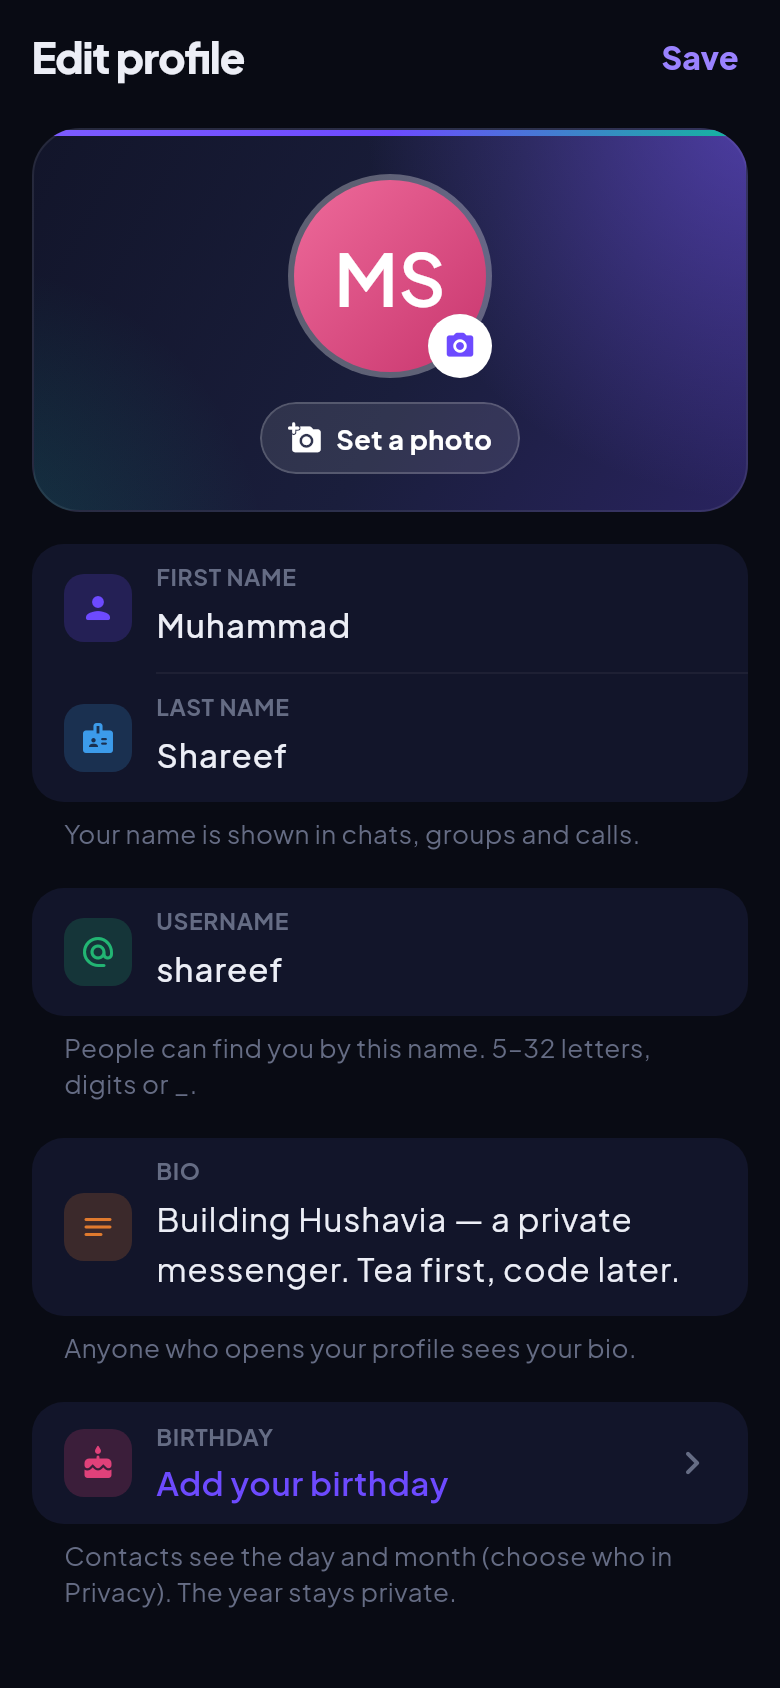 Edit profile
Save
MS
Set a photo
FIRST NAME
Muhammad
LAST NAME
Shareef
Your name is shown in chats, groups and calls.
USERNAME
shareef
People can find you by this name. 5–32 letters,
digits or _.
BIO
Building Hushavia — a private
messenger. Tea first, code later.
Anyone who opens your profile sees your bio.
BIRTHDAY
Add your birthday
Contacts see the day and month (choose who in
Privacy). The year stays private.